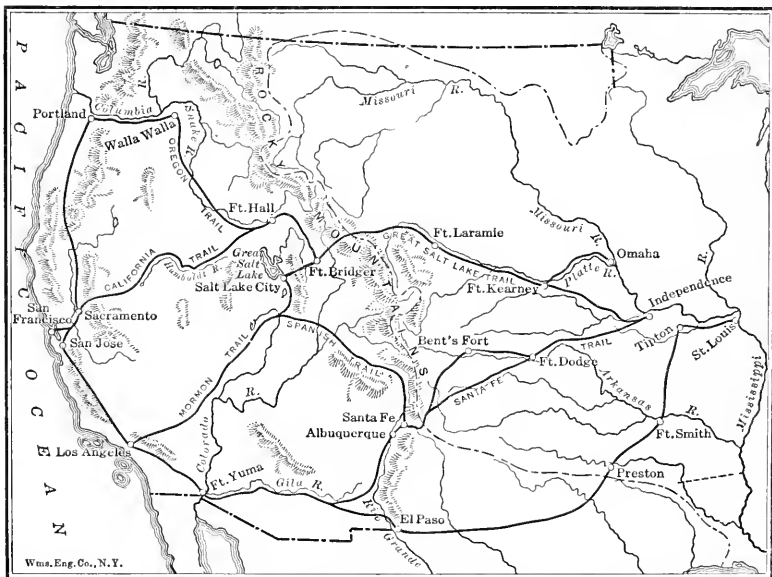 PACIFIC OCEAN
ROCKY MOUNTAINS
Missouri R.
Columbia R.
Portland
Walla Walla
Snake R.
OREGON TRAIL
Ft. Hall
Ft. Laramie
Missouri R.
CALIFORNIA TRAIL
Humboldt R.
Great
Salt
Lake
Salt Lake City
Ft. Bridger
GREAT SALT LAKE TRAIL
Omaha
Platte R.
Ft. Kearney
Independence
San
Francisco
Sacramento
San Jose
Bent's Fort
Tinton
St. Louis
Mississippi R.
MORMON TRAIL
SPANISH TRAIL
Ft. Dodge
SANTA FE TRAIL
Arkansas R.
Santa Fe
Albuquerque
Ft. Smith
Los Angeles
Colorado R.
Ft. Yuma
Gila R.
Preston
Rio Grande
El Paso
Wms. Eng. Co., N.Y.